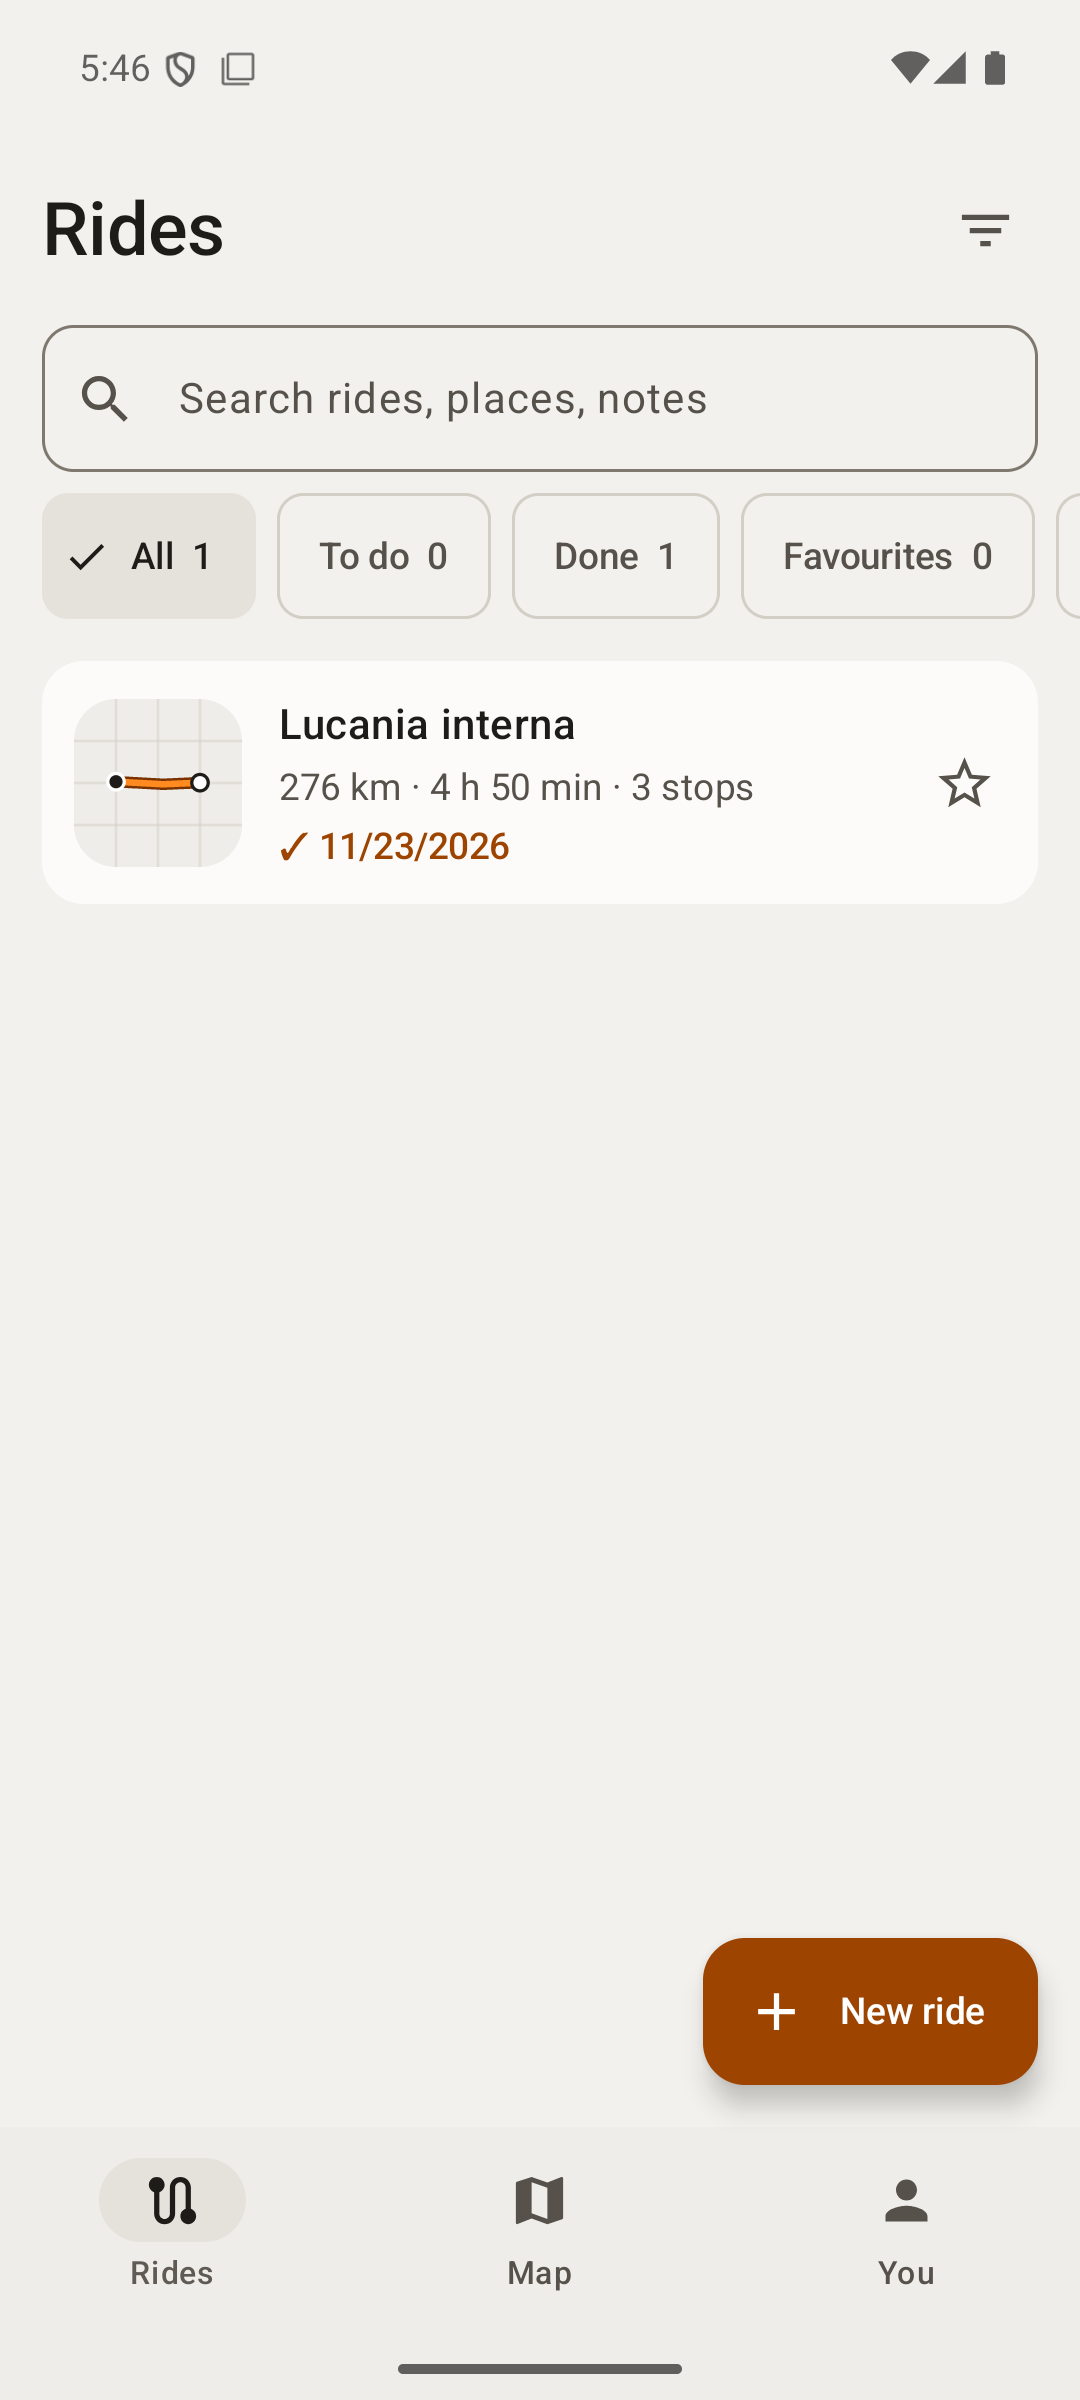 5:46
Rides
Search rides, places, notes
All 1
To do 0
Done 1
Favourites 0
Lucania interna
276 km · 4 h 50 min · 3 stops
✓ 11/23/2026
New ride
Rides
Map
You